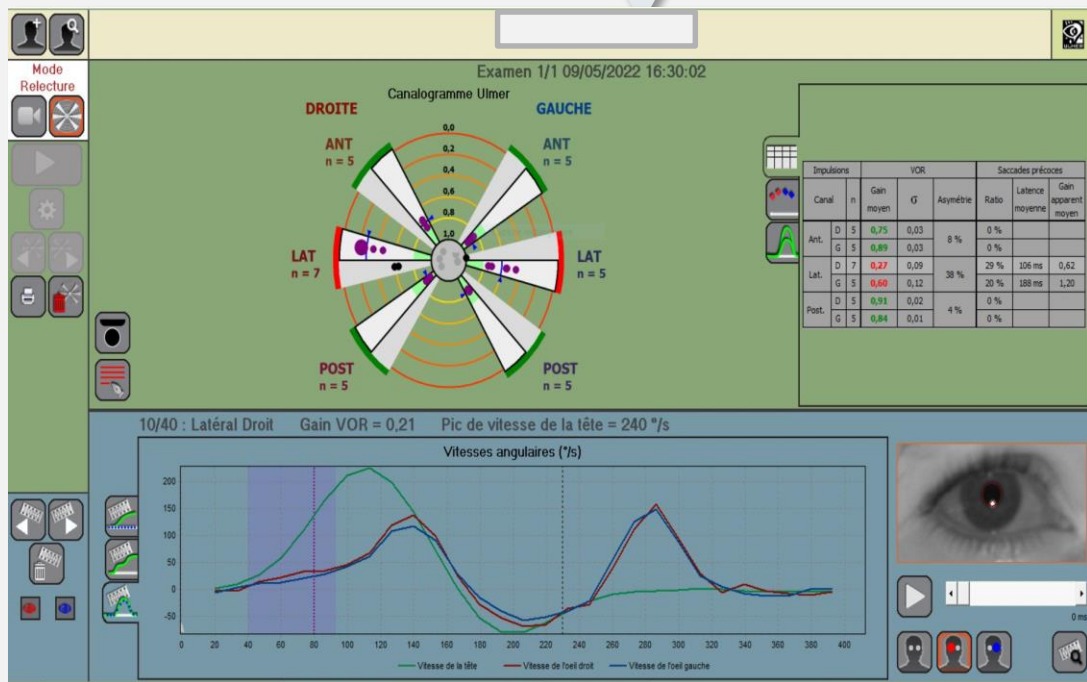 Mode
Relecture
Examen 1/1 09/05/2022 16:30:02
Canalogramme Ulmer
DROITE
GAUCHE
ANT
n = 5
ANT
n = 5
0,0
0,2
0,4
0,6
0,8
1,0
LAT
n = 7
LAT
n = 5
POST
n = 5
POST
n = 5
Impulsions VOR Saccades précoces
Canal n Gain moyen σ Asymétrie Ratio Latence moyenne Gain apparent moyen
Ant. D 5 0,75 0,03 8 % 0 %
G 5 0,89 0,03 0 %
Lat. D 7 0,27 0,09 38 % 29 % 106 ms 0,62
G 5 0,60 0,12 20 % 188 ms 1,20
Post. D 5 0,91 0,02 4 % 0 %
G 5 0,84 0,01 0 %
10/40 : Latéral Droit Gain VOR = 0,21 Pic de vitesse de la tête = 240 °/s
Vitesses angulaires (°/s)
200
150
100
50
0
-50
0 20 40 60 80 100 120 140 160 180 200 220 240 260 280 300 320 340 360 380 400
Vitesse de la tête Vitesse de l'oeil droit Vitesse de l'oeil gauche
0 ms
ULMER